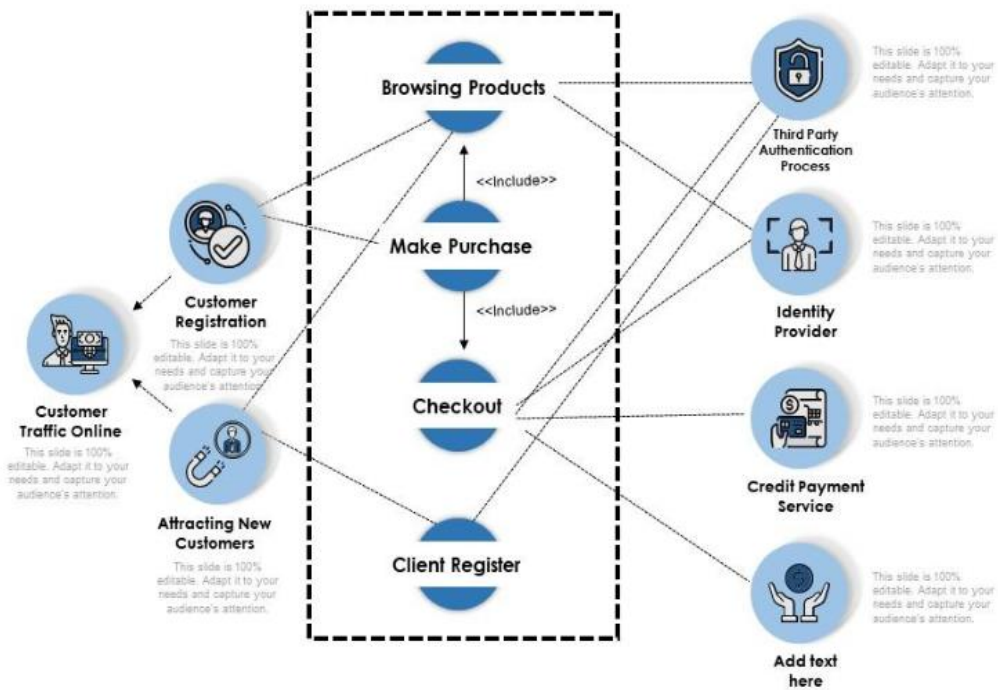 Browsing Products
<<Include>>
Make Purchase
<<Include>>
Checkout
Client Register
Customer
Registration
This slide is 100%
editable. Adapt it to your
needs and capture your
audience's attention.
Customer
Traffic Online
This slide is 100%
editable. Adapt it to your
needs and capture your
audience's attention.
Attracting New
Customers
This slide is 100%
editable. Adapt it to your
needs and capture your
audience's attention.
Third Party
Authentication
Process
This slide is 100%
editable. Adapt it to your
needs and capture your
audience's attention.
Identity
Provider
This slide is 100%
editable. Adapt it to your
needs and capture your
audience's attention.
Credit Payment
Service
This slide is 100%
editable. Adapt it to your
needs and capture your
audience's attention.
Add text
here
This slide is 100%
editable. Adapt it to your
needs and capture your
audience's attention.